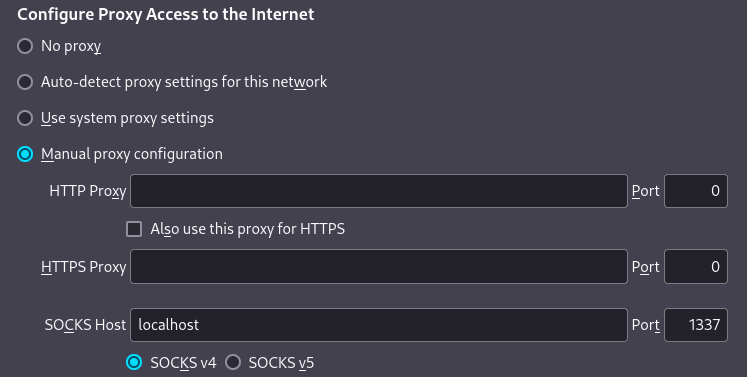 Configure Proxy Access to the Internet
No proxy
Auto-detect proxy settings for this network
Use system proxy settings
Manual proxy configuration
HTTP Proxy Port 0
Also use this proxy for HTTPS
HTTPS Proxy Port 0
SOCKS Host localhost Port 1337
SOCKS v4 SOCKS v5